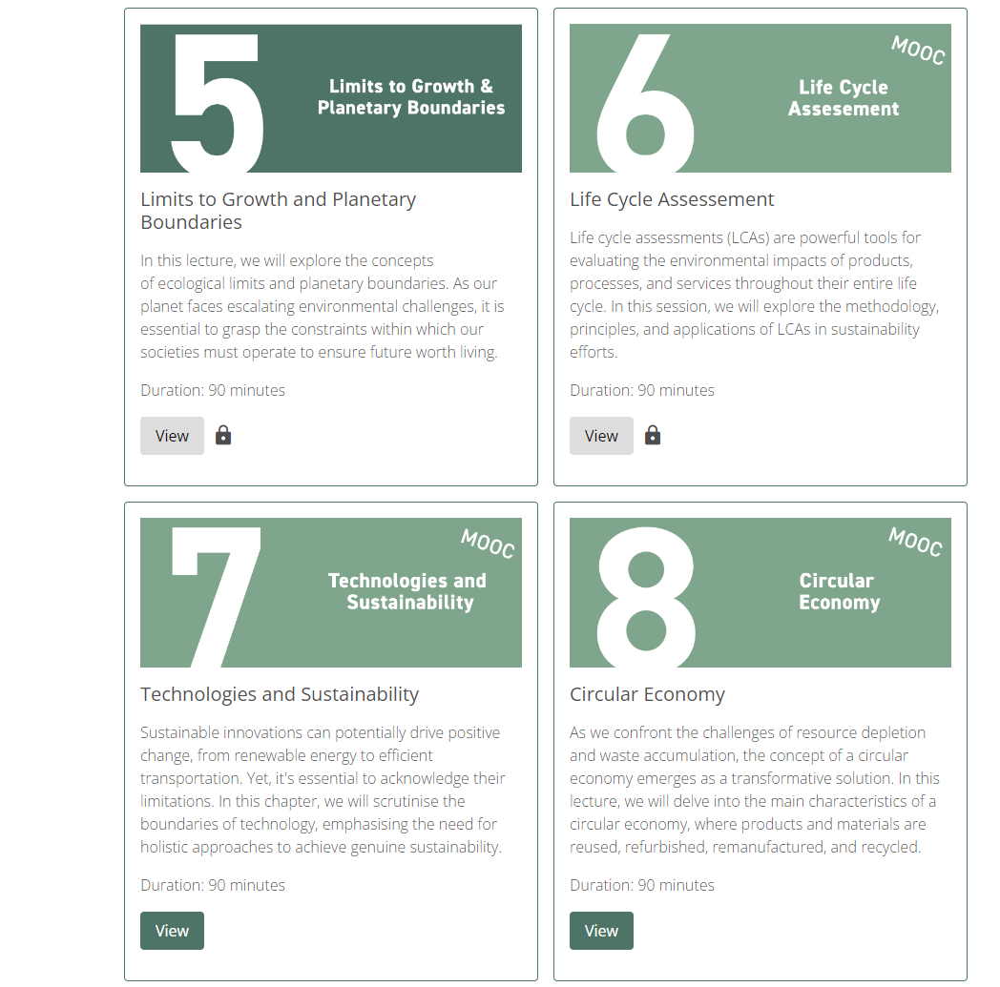 5
Limits to Growth &
Planetary Boundaries
Limits to Growth and Planetary
Boundaries
In this lecture, we will explore the concepts
of ecological limits and planetary boundaries. As our
planet faces escalating environmental challenges, it is
essential to grasp the constraints within which our
societies must operate to ensure future worth living.
Duration: 90 minutes
View
6
MOOC
Life Cycle
Assesement
Life Cycle Assessement
Life cycle assessments (LCAs) are powerful tools for
evaluating the environmental impacts of products,
processes, and services throughout their entire life
cycle. In this session, we will explore the methodology,
principles, and applications of LCAs in sustainability
efforts.
Duration: 90 minutes
View
7
MOOC
Technologies and
Sustainability
Technologies and Sustainability
Sustainable innovations can potentially drive positive
change, from renewable energy to efficient
transportation. Yet, it's essential to acknowledge their
limitations. In this chapter, we will scrutinise the
boundaries of technology, emphasising the need for
holistic approaches to achieve genuine sustainability.
Duration: 90 minutes
View
8
MOOC
Circular
Economy
Circular Economy
As we confront the challenges of resource depletion
and waste accumulation, the concept of a circular
economy emerges as a transformative solution. In this
lecture, we will delve into the main characteristics of a
circular economy, where products and materials are
reused, refurbished, remanufactured, and recycled.
Duration: 90 minutes
View